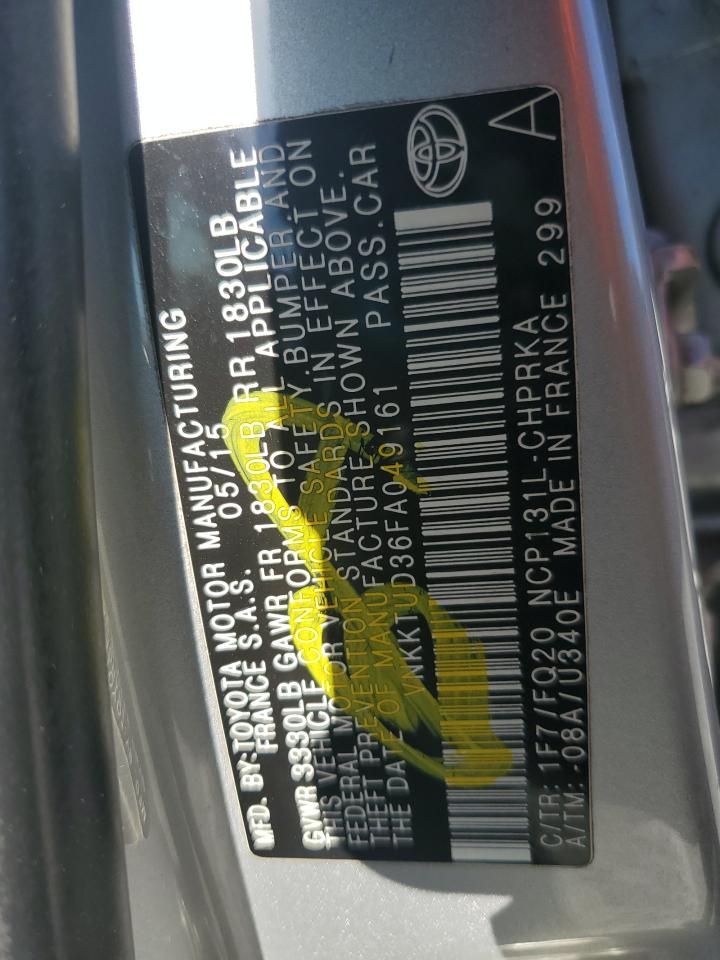 MFD. BY:TOYOTA MOTOR MANUFACTURING
FRANCE S.A.S. 05/15
GVWR 3330LB GAWR FR 1830LB RR 1830LB
THIS VEHICLE CONFORMS TO ALL APPLICABLE
FEDERAL MOTOR VEHICLE SAFETY,BUMPER,AND
THEFT PREVENTION STANDARDS IN EFFECT ON
THE DATE OF MANUFACTURE SHOWN ABOVE.
VNKKTUD36FA049161 PASS.CAR
C/TR: 1F7/FQ20 NCP131L-CHPRKA
A/TM: -08A/U340E MADE IN FRANCE 299 A